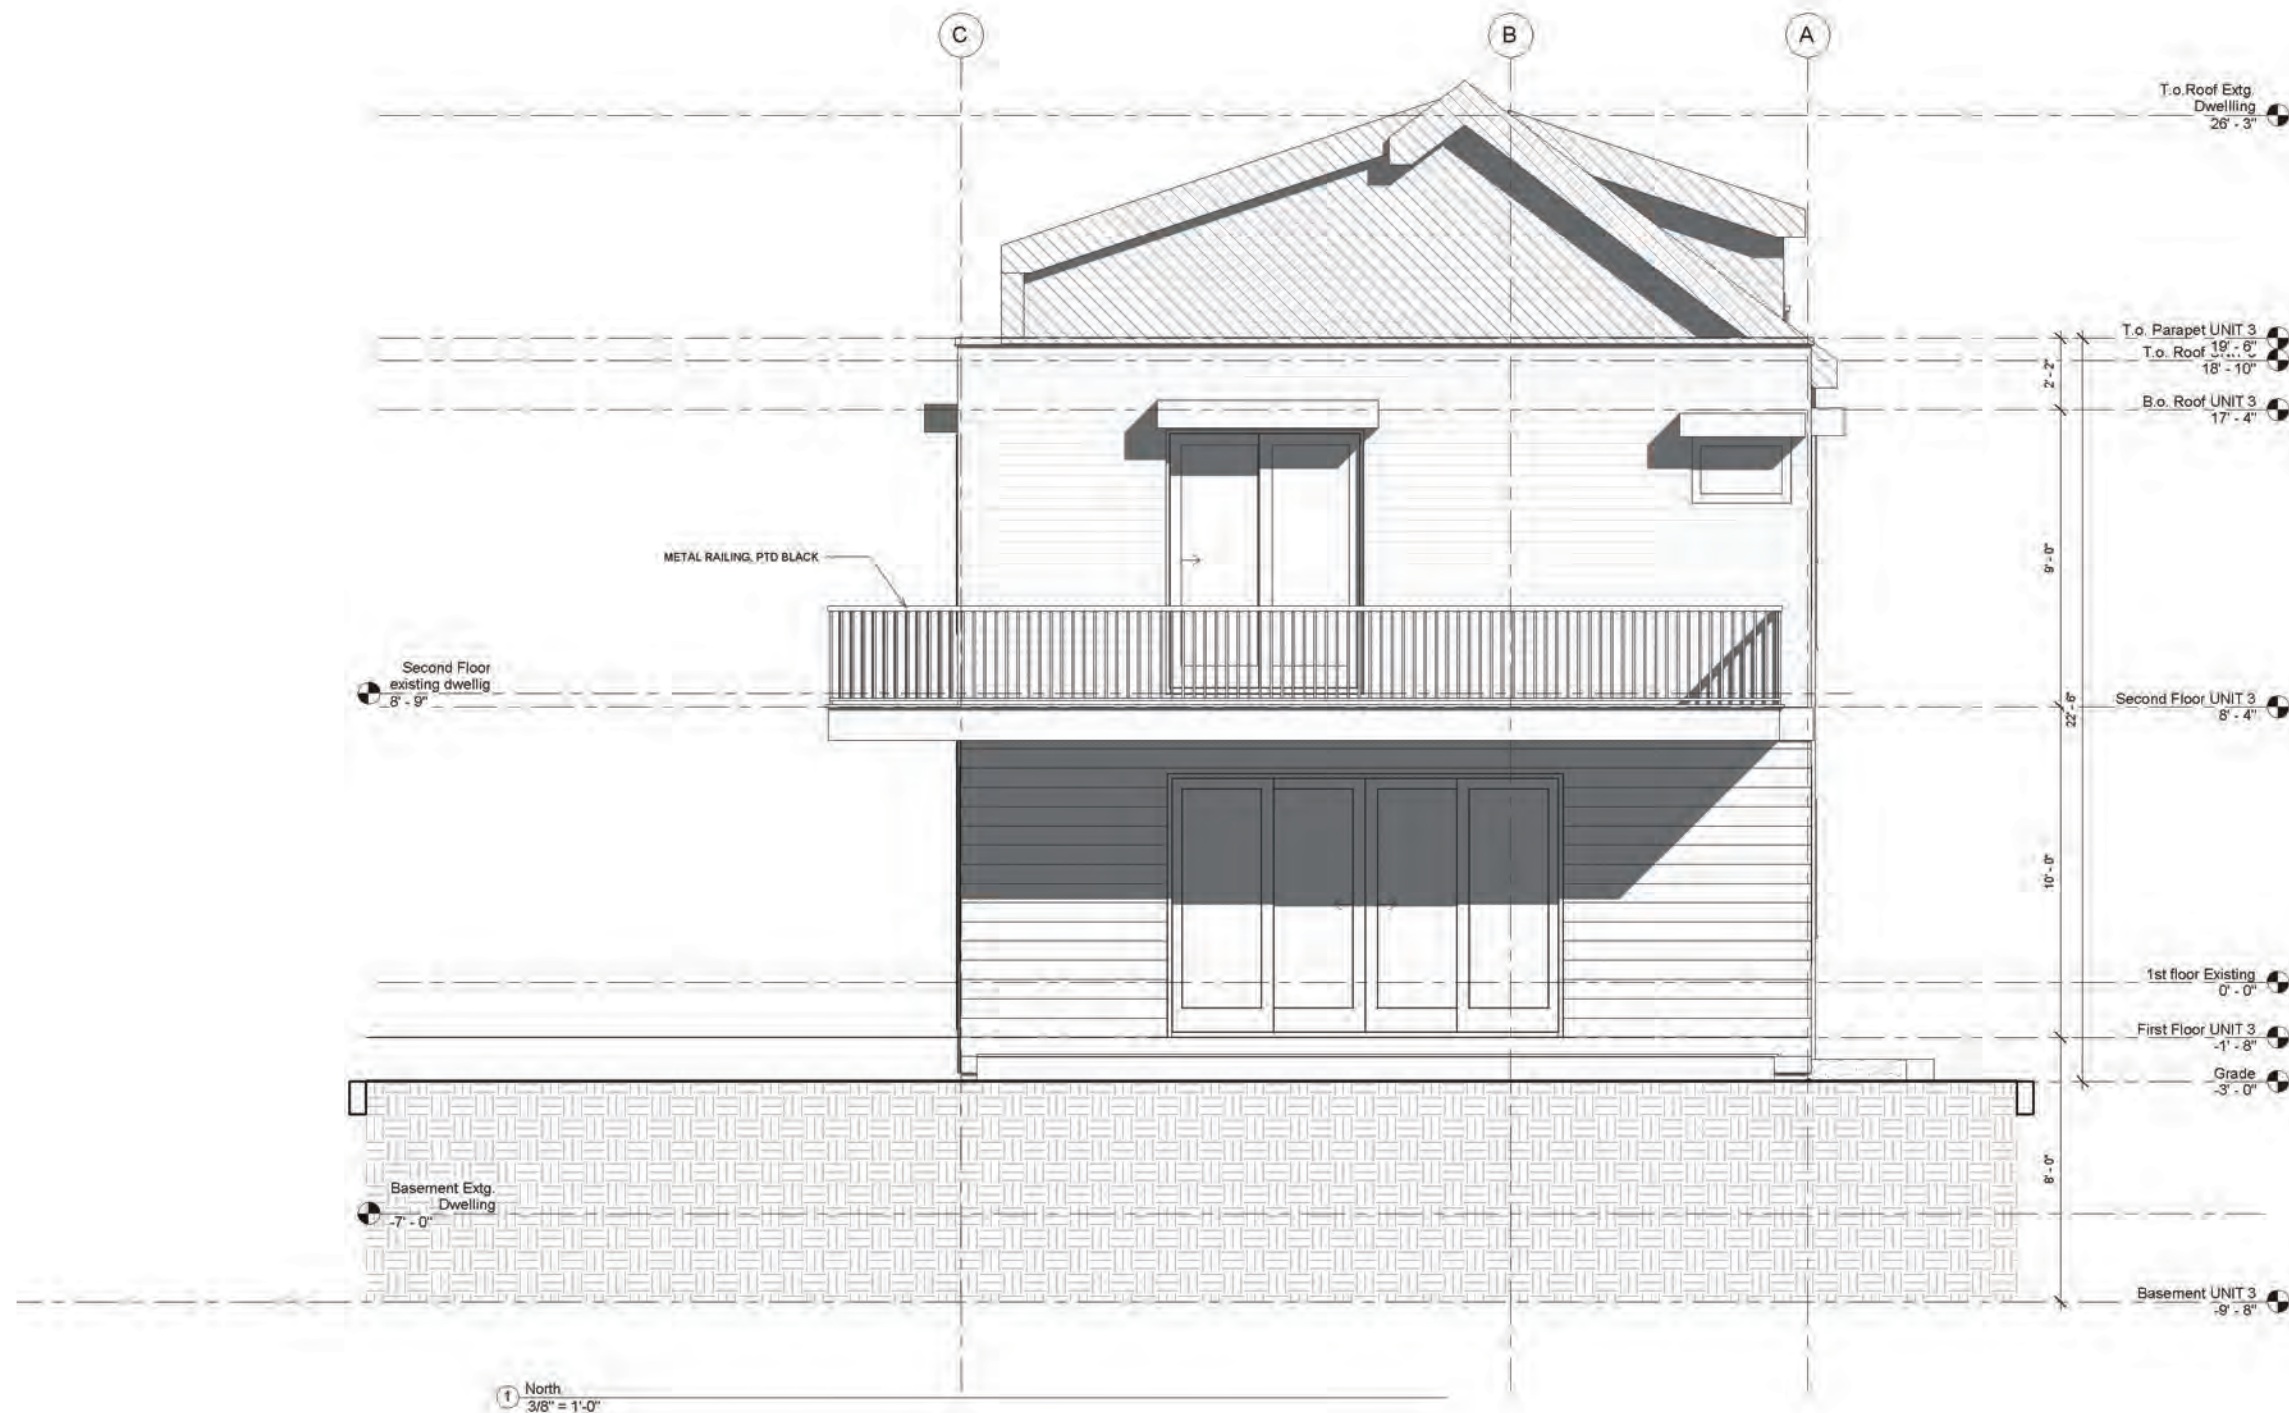 C
B
A
T.o.Roof Extg.
Dwellling
26' - 3"
T.o. Parapet UNIT 3
19' - 6"
T.o. Roof
18' - 10"
2' - 2"
B.o. Roof UNIT 3
17' - 4"
METAL RAILING, PTD BLACK
9' - 0"
Second Floor
existing dwellig
8' - 9"
Second Floor UNIT 3
8' - 4"
22' - 6"
10' - 0"
1st floor Existing
0' - 0"
First Floor UNIT 3
-1' - 8"
Grade
-3' - 0"
8' - 0"
Basement Extg.
Dwelling
-7' - 0"
Basement UNIT 3
-9' - 8"
1
North
3/8" = 1'-0"